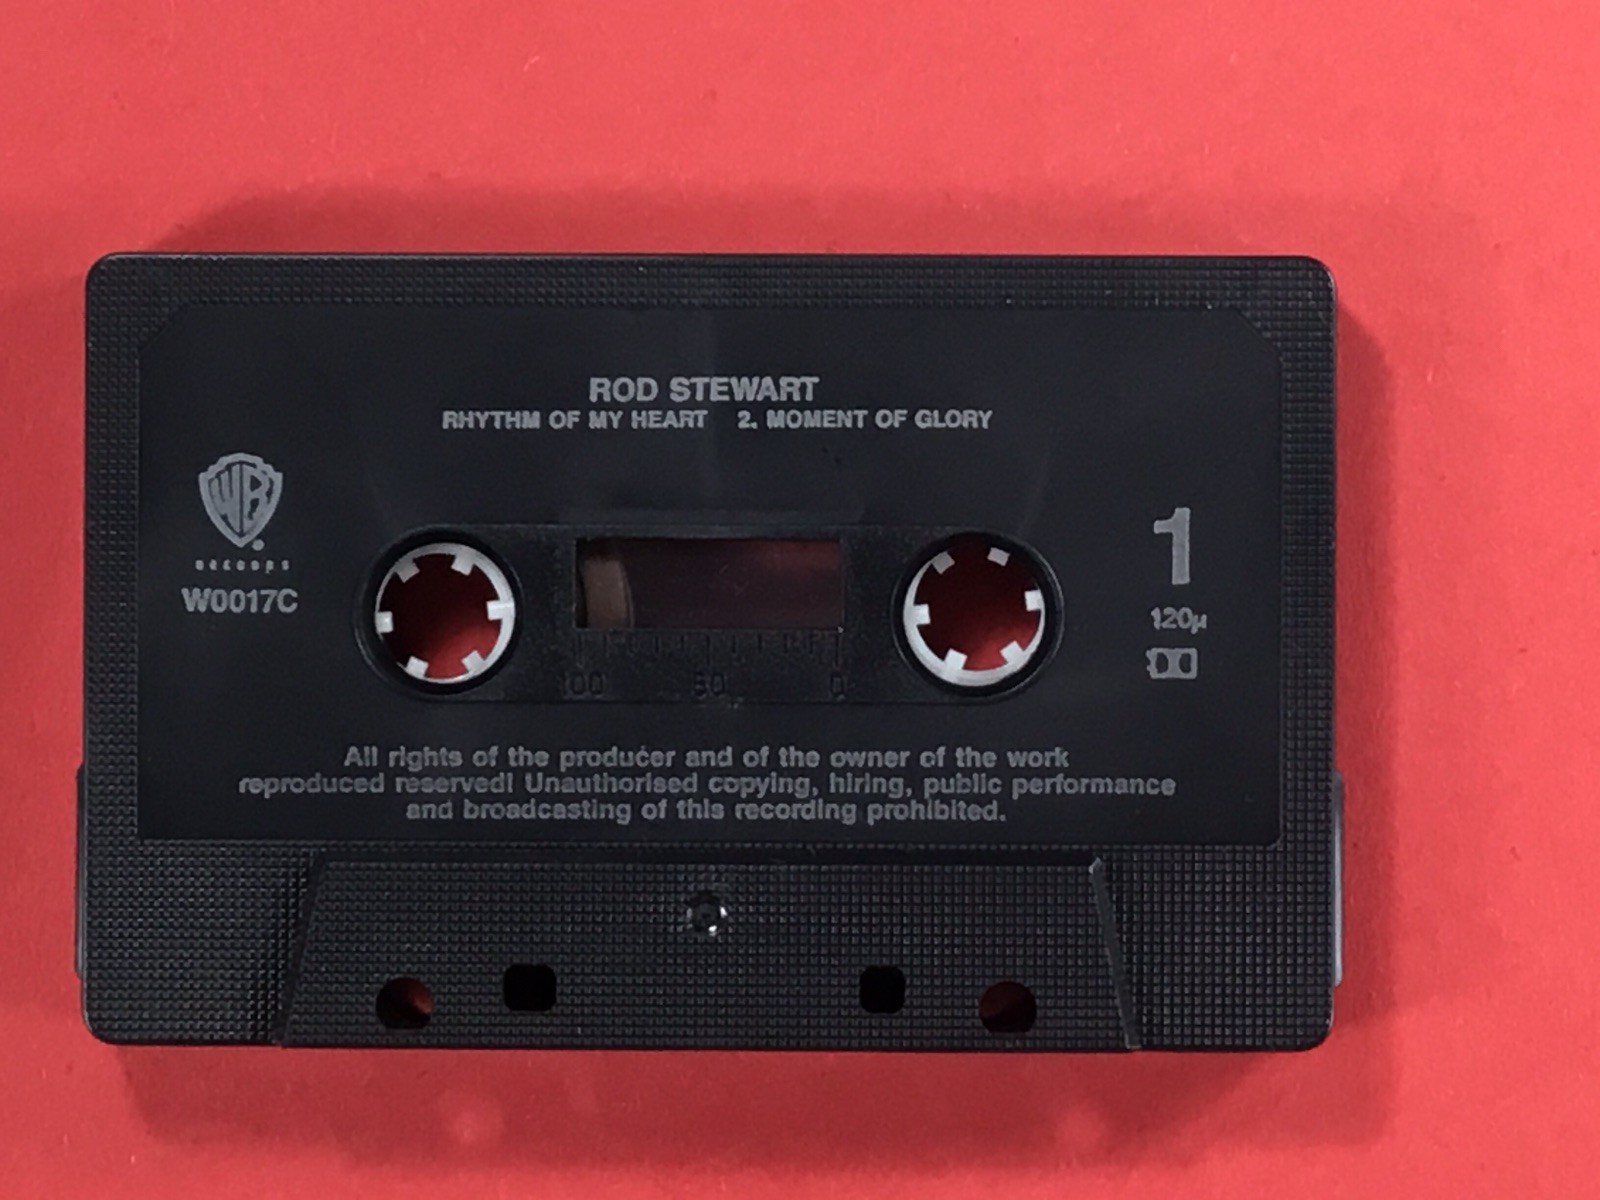 ROD STEWART
RHYTHM OF MY HEART 2. MOMENT OF GLORY
WB
RECORDS
W0017C
1
120µ
100 50 0
All rights of the producer and of the owner of the work
reproduced reserved! Unauthorised copying, hiring, public performance
and broadcasting of this recording prohibited.